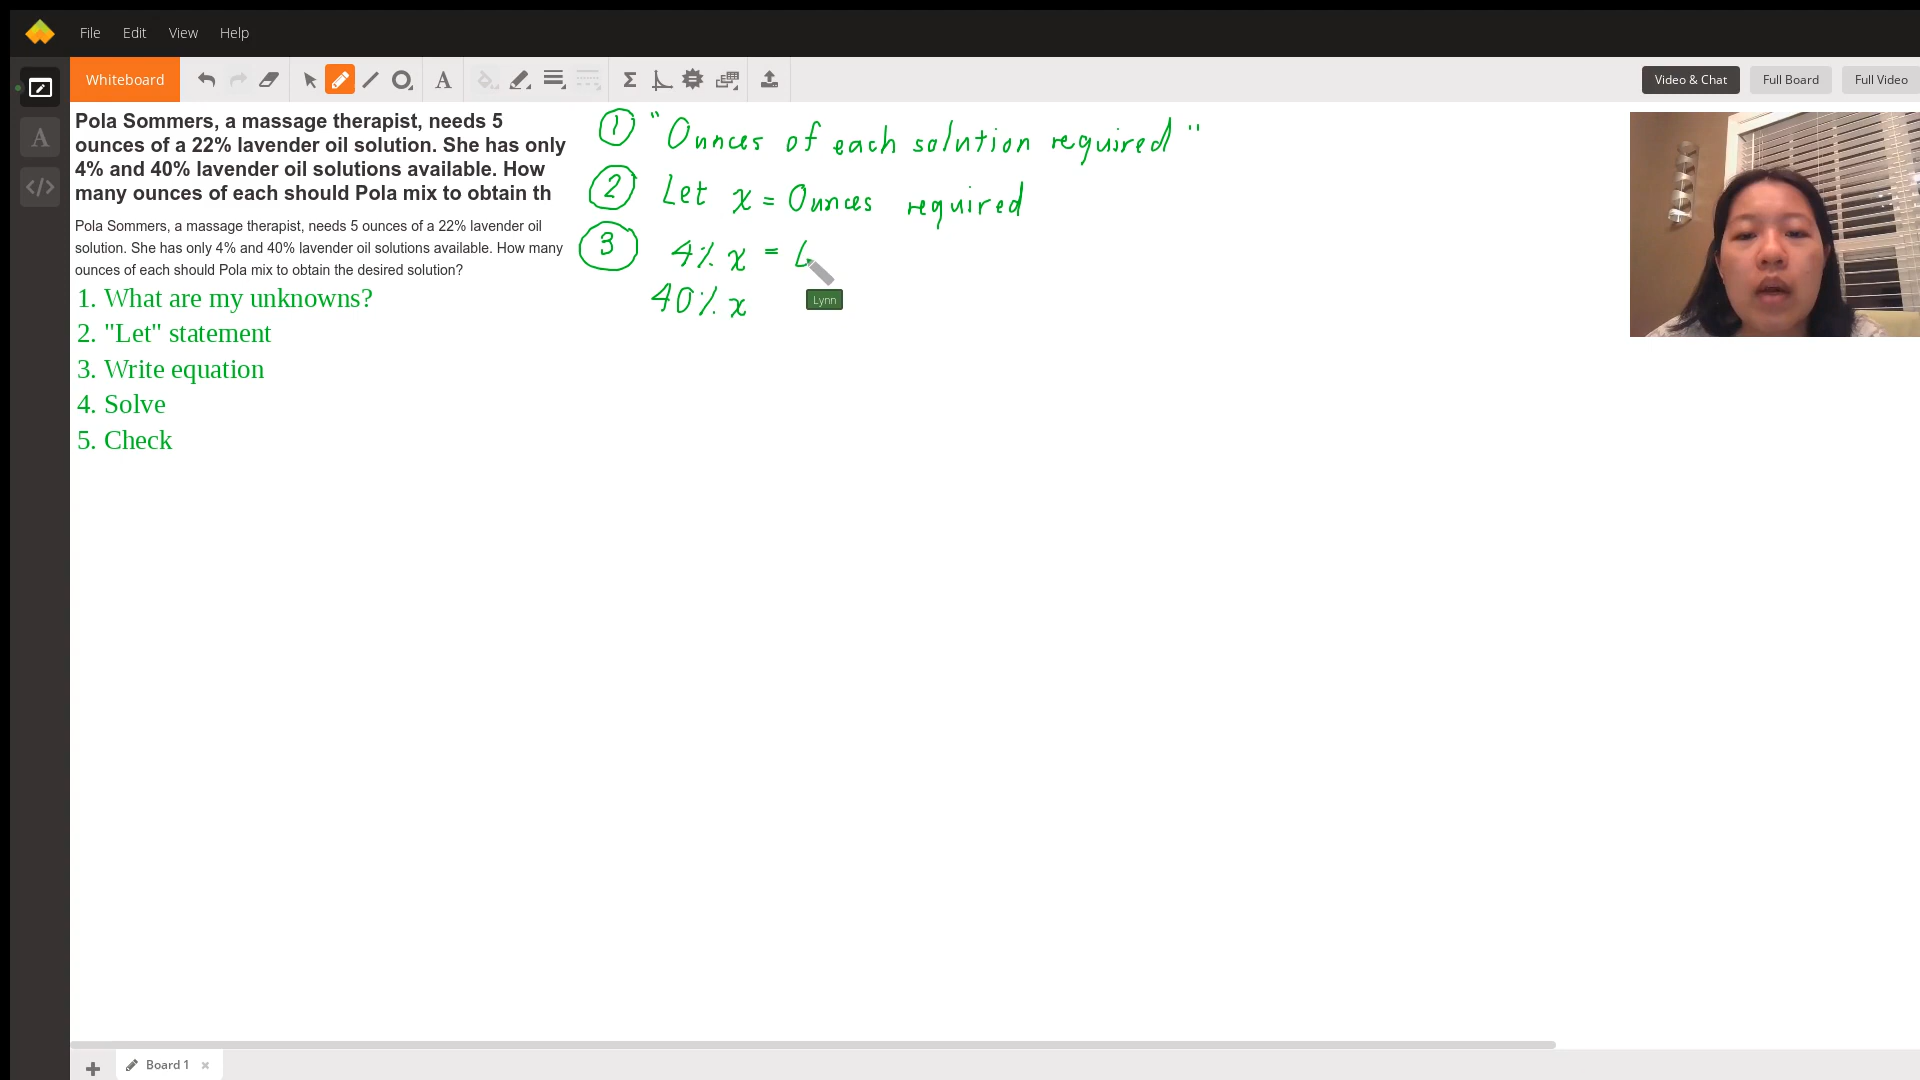 File Edit View Help
Whiteboard
A
Σ
Video & Chat
Full Board
Full Video
A
</>
Pola Sommers, a massage therapist, needs 5
ounces of a 22% lavender oil solution. She has only
4% and 40% lavender oil solutions available. How
many ounces of each should Pola mix to obtain th
Pola Sommers, a massage therapist, needs 5 ounces of a 22% lavender oil
solution. She has only 4% and 40% lavender oil solutions available. How many
ounces of each should Pola mix to obtain the desired solution?
1. What are my unknowns?
2. "Let" statement
3. Write equation
4. Solve
5. Check
① "Ounces of each solution required"
② Let x = Ounces required
③ 4% x =
40% x
Lynn
Board 1